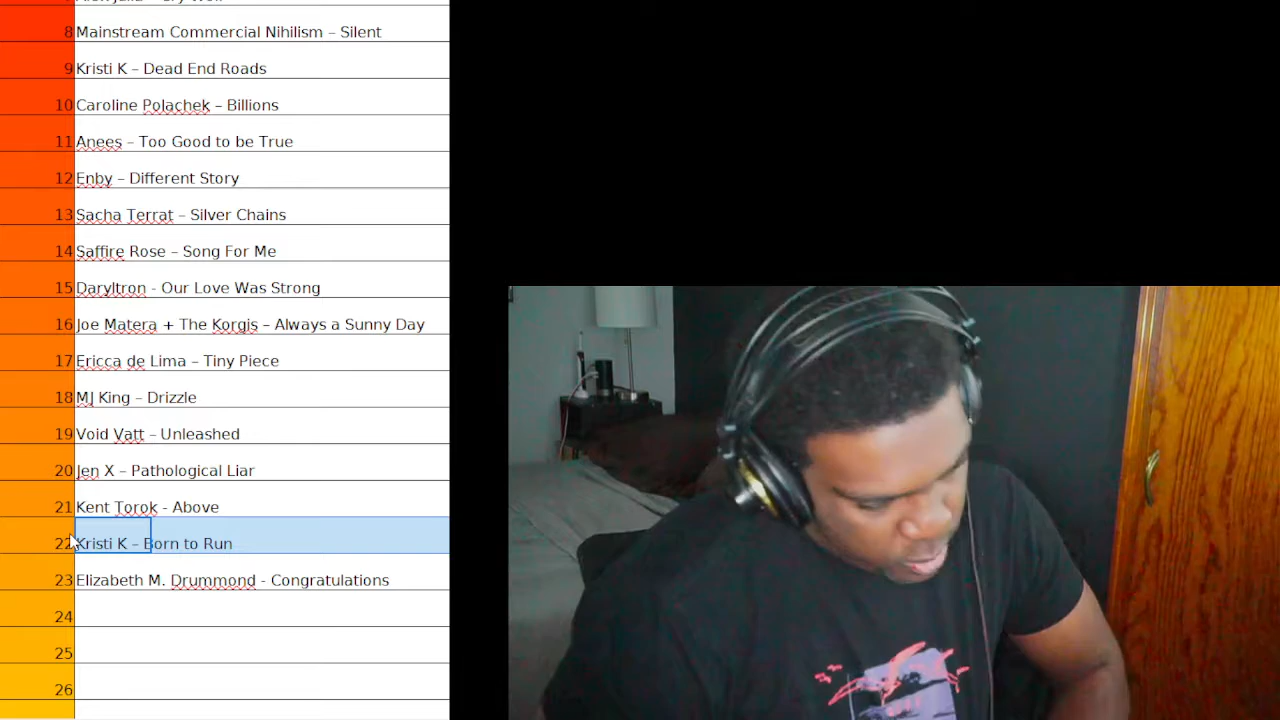 8 Mainstream Commercial Nihilism – Silent
9 Kristi K – Dead End Roads
10 Caroline Polachek – Billions
11 Anees – Too Good to be True
12 Enby – Different Story
13 Sacha Terrat – Silver Chains
14 Saffire Rose – Song For Me
15 Daryltron - Our Love Was Strong
16 Joe Matera + The Korgis – Always a Sunny Day
17 Ericca de Lima – Tiny Piece
18 MJ King – Drizzle
19 Void Vatt – Unleashed
20 Jen X – Pathological Liar
21 Kent Torok - Above
22 Kristi K – Born to Run
23 Elizabeth M. Drummond - Congratulations
24
25
26